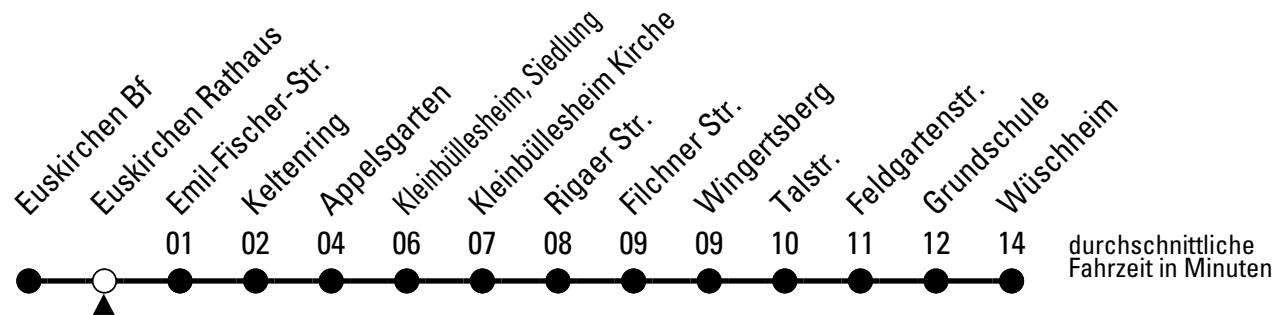 Euskirchen Bf
Euskirchen Rathaus
Emil-Fischer-Str.
Keltenring
Appelsgarten
Kleinbüllesheim, Siedlung
Kleinbüllesheim Kirche
Rigaer Str.
Filchner Str.
Wingertsberg
Talstr.
Feldgartenstr.
Grundschule
Wüschheim
01 02 04 06 07 08 09 09 10 11 12 14
durchschnittliche
Fahrzeit in Minuten